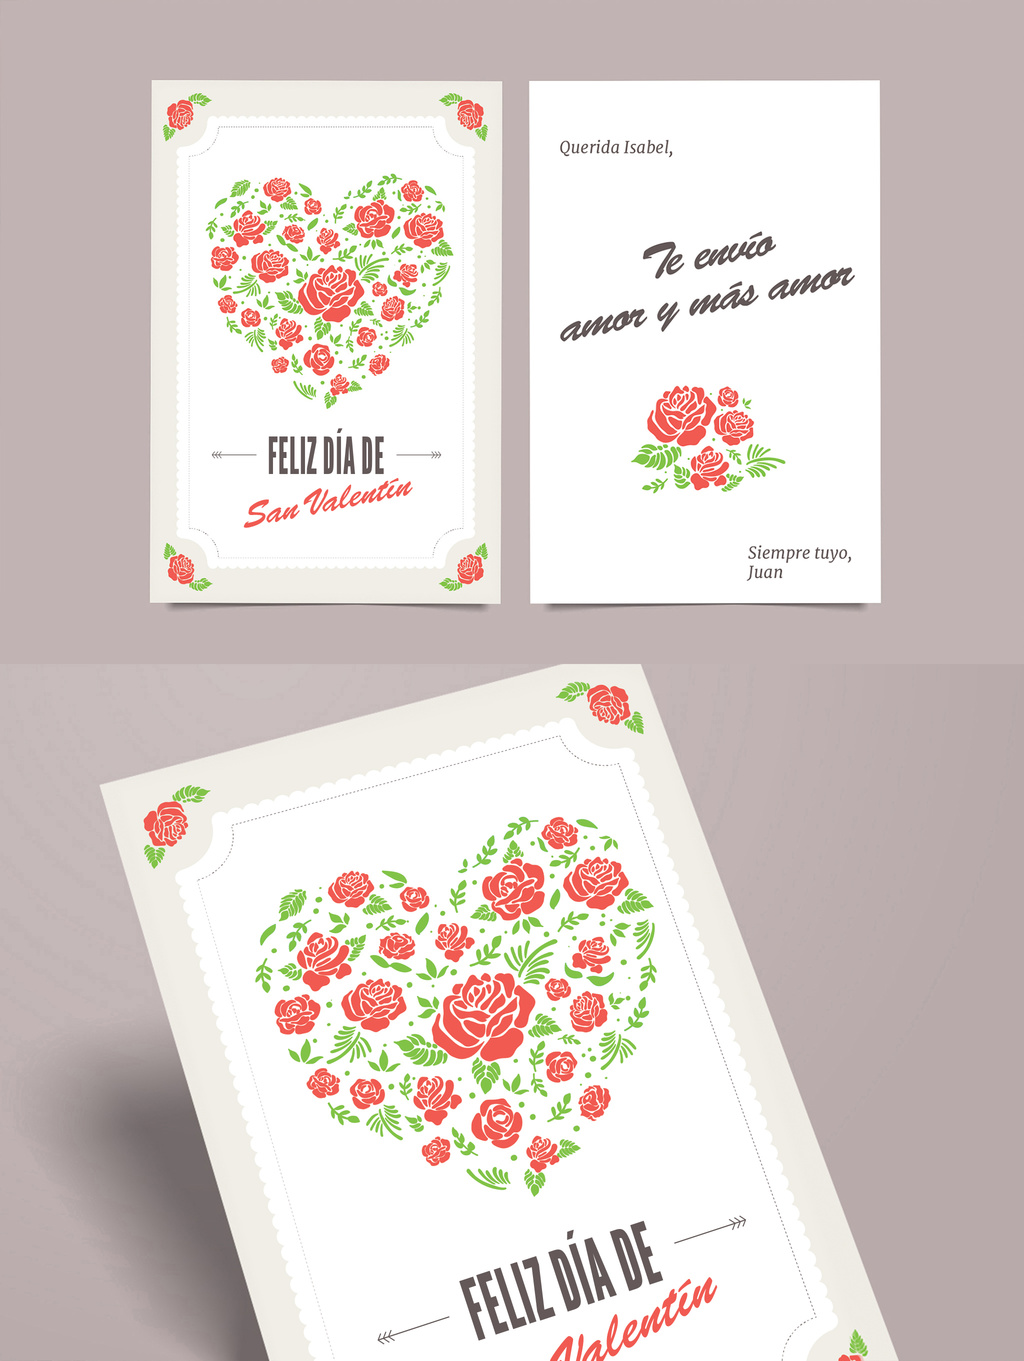 FELIZ DÍA DE
San Valentín
Querida Isabel,
Te envío
amor y más amor
Siempre tuyo,
Juan
FELIZ DÍA DE
Valentín